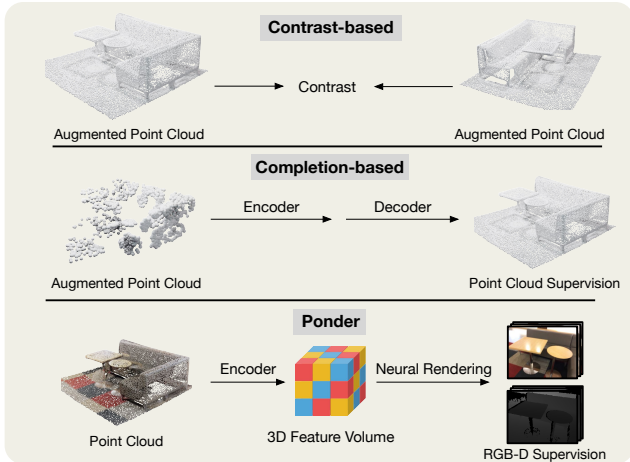 Contrast-based
Contrast
Augmented Point Cloud
Augmented Point Cloud
Completion-based
Encoder
Decoder
Augmented Point Cloud
Point Cloud Supervision
Ponder
Encoder
Neural Rendering
Point Cloud
3D Feature Volume
RGB-D Supervision